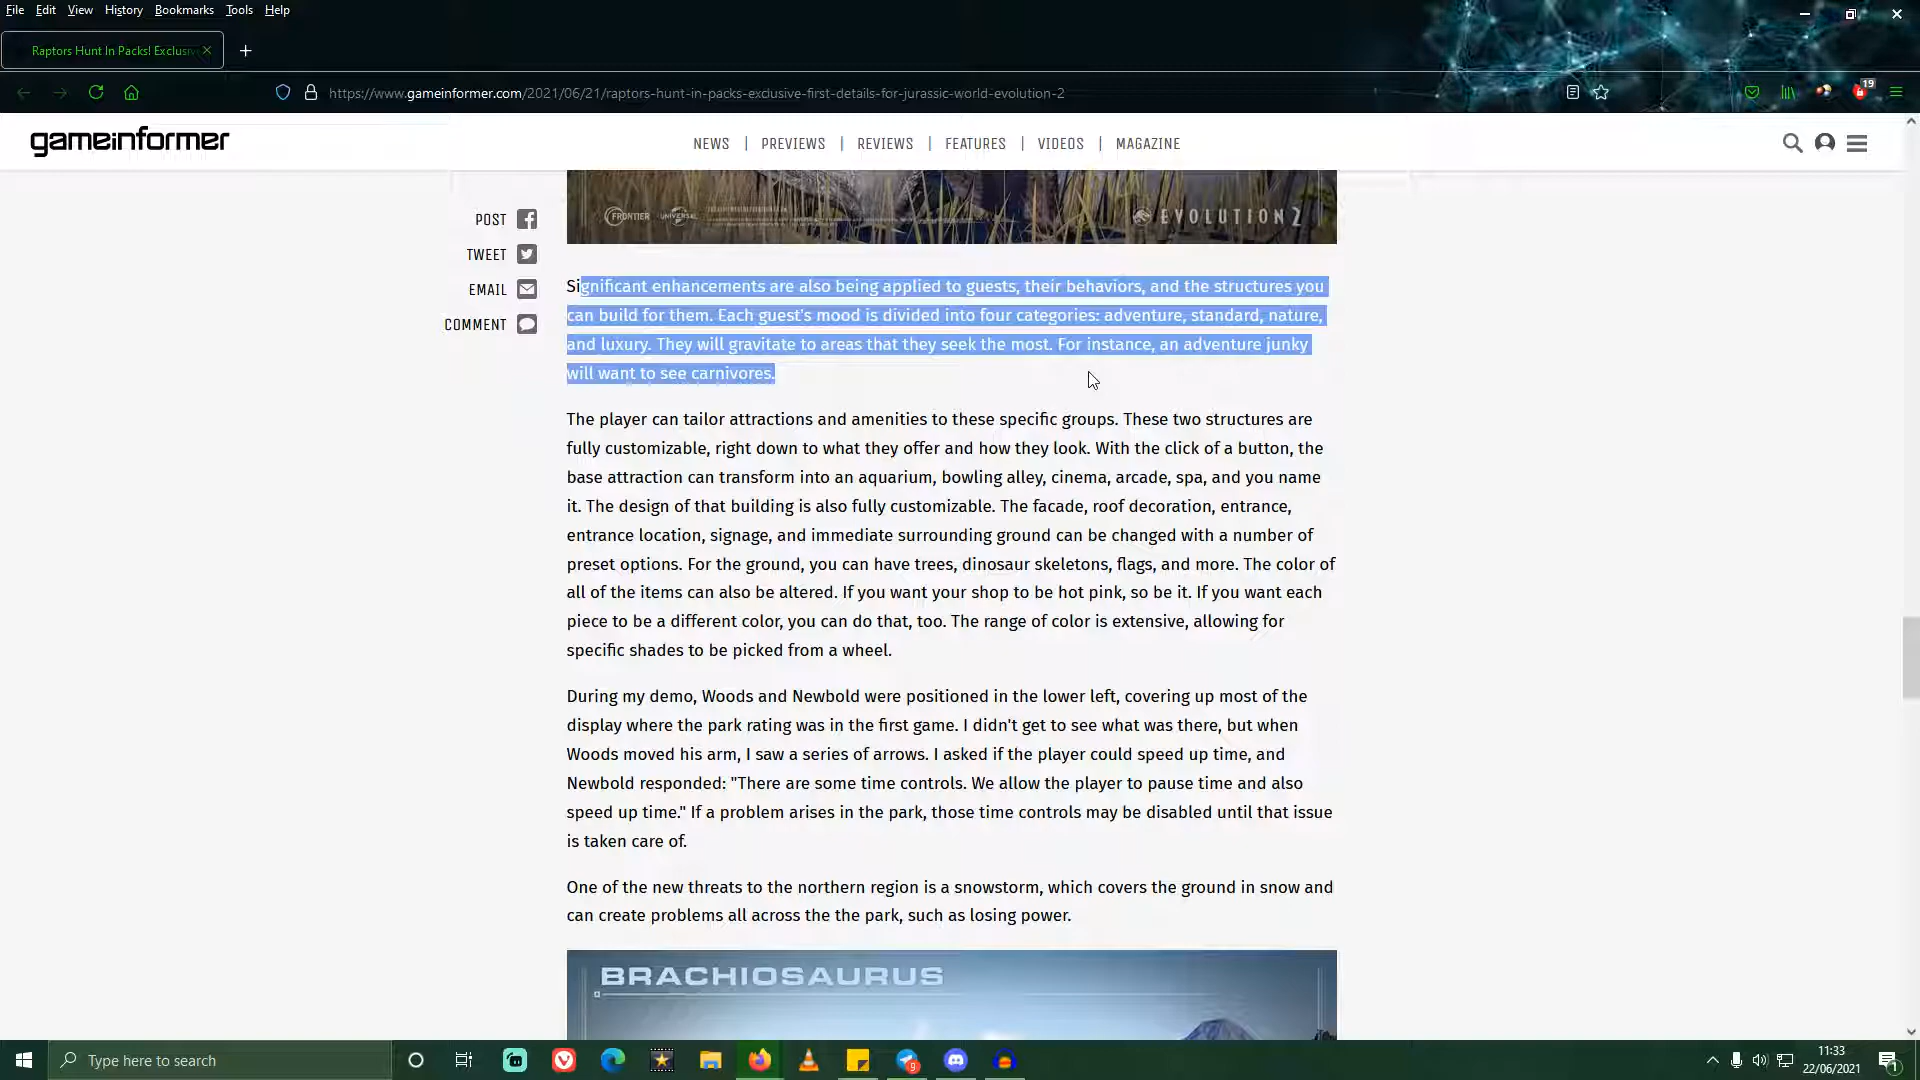 File Edit View History Bookmarks Tools Help
Raptors Hunt In Packs! Exclusiv
https://www.gameinformer.com/2021/06/21/raptors-hunt-in-packs-exclusive-first-details-for-jurassic-world-evolution-2
19
gameinformer
NEWS | PREVIEWS | REVIEWS | FEATURES | VIDEOS | MAGAZINE
POST
TWEET
EMAIL
COMMENT
FRONTIER UNIVERSAL
EVOLUTION 2
Significant enhancements are also being applied to guests, their behaviors, and the structures you
can build for them. Each guest's mood is divided into four categories: adventure, standard, nature,
and luxury. They will gravitate to areas that they seek the most. For instance, an adventure junky
will want to see carnivores.
The player can tailor attractions and amenities to these specific groups. These two structures are
fully customizable, right down to what they offer and how they look. With the click of a button, the
base attraction can transform into an aquarium, bowling alley, cinema, arcade, spa, and you name
it. The design of that building is also fully customizable. The facade, roof decoration, entrance,
entrance location, signage, and immediate surrounding ground can be changed with a number of
preset options. For the ground, you can have trees, dinosaur skeletons, flags, and more. The color of
all of the items can also be altered. If you want your shop to be hot pink, so be it. If you want each
piece to be a different color, you can do that, too. The range of color is extensive, allowing for
specific shades to be picked from a wheel.
During my demo, Woods and Newbold were positioned in the lower left, covering up most of the
display where the park rating was in the first game. I didn't get to see what was there, but when
Woods moved his arm, I saw a series of arrows. I asked if the player could speed up time, and
Newbold responded: "There are some time controls. We allow the player to pause time and also
speed up time." If a problem arises in the park, those time controls may be disabled until that issue
is taken care of.
One of the new threats to the northern region is a snowstorm, which covers the ground in snow and
can create problems all across the the park, such as losing power.
BRACHIOSAURUS
Type here to search
9
11:33
22/06/2021
1